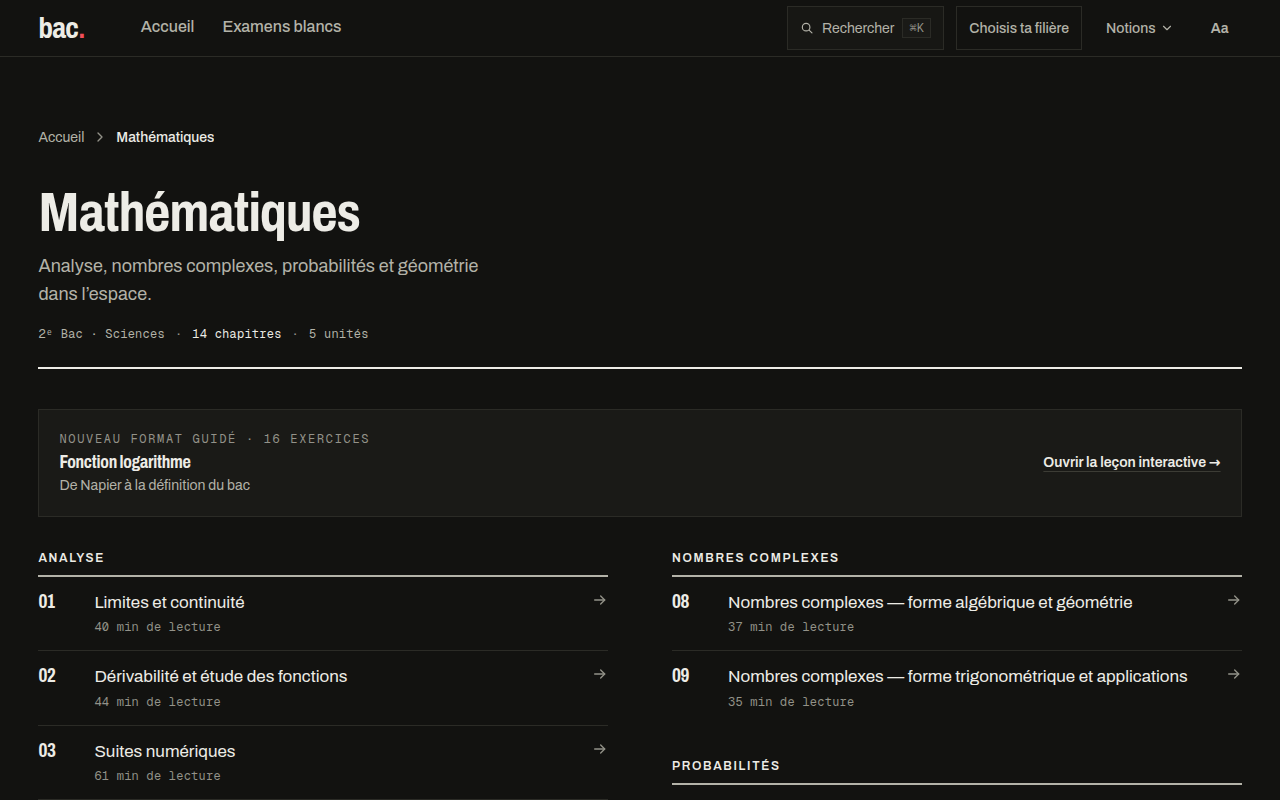 bac.
Accueil
Examens blancs
Rechercher ⌘K
Choisis ta filière
Notions
Aa
Accueil > Mathématiques
Mathématiques
Analyse, nombres complexes, probabilités et géométrie
dans l’espace.
2ᵉ Bac · Sciences · 14 chapitres · 5 unités
NOUVEAU FORMAT GUIDÉ · 16 EXERCICES
Fonction logarithme
De Napier à la définition du bac
Ouvrir la leçon interactive →
ANALYSE
01 Limites et continuité →
40 min de lecture
02 Dérivabilité et étude des fonctions →
44 min de lecture
03 Suites numériques →
61 min de lecture
NOMBRES COMPLEXES
08 Nombres complexes — forme algébrique et géométrie →
37 min de lecture
09 Nombres complexes — forme trigonométrique et applications →
35 min de lecture
PROBABILITÉS